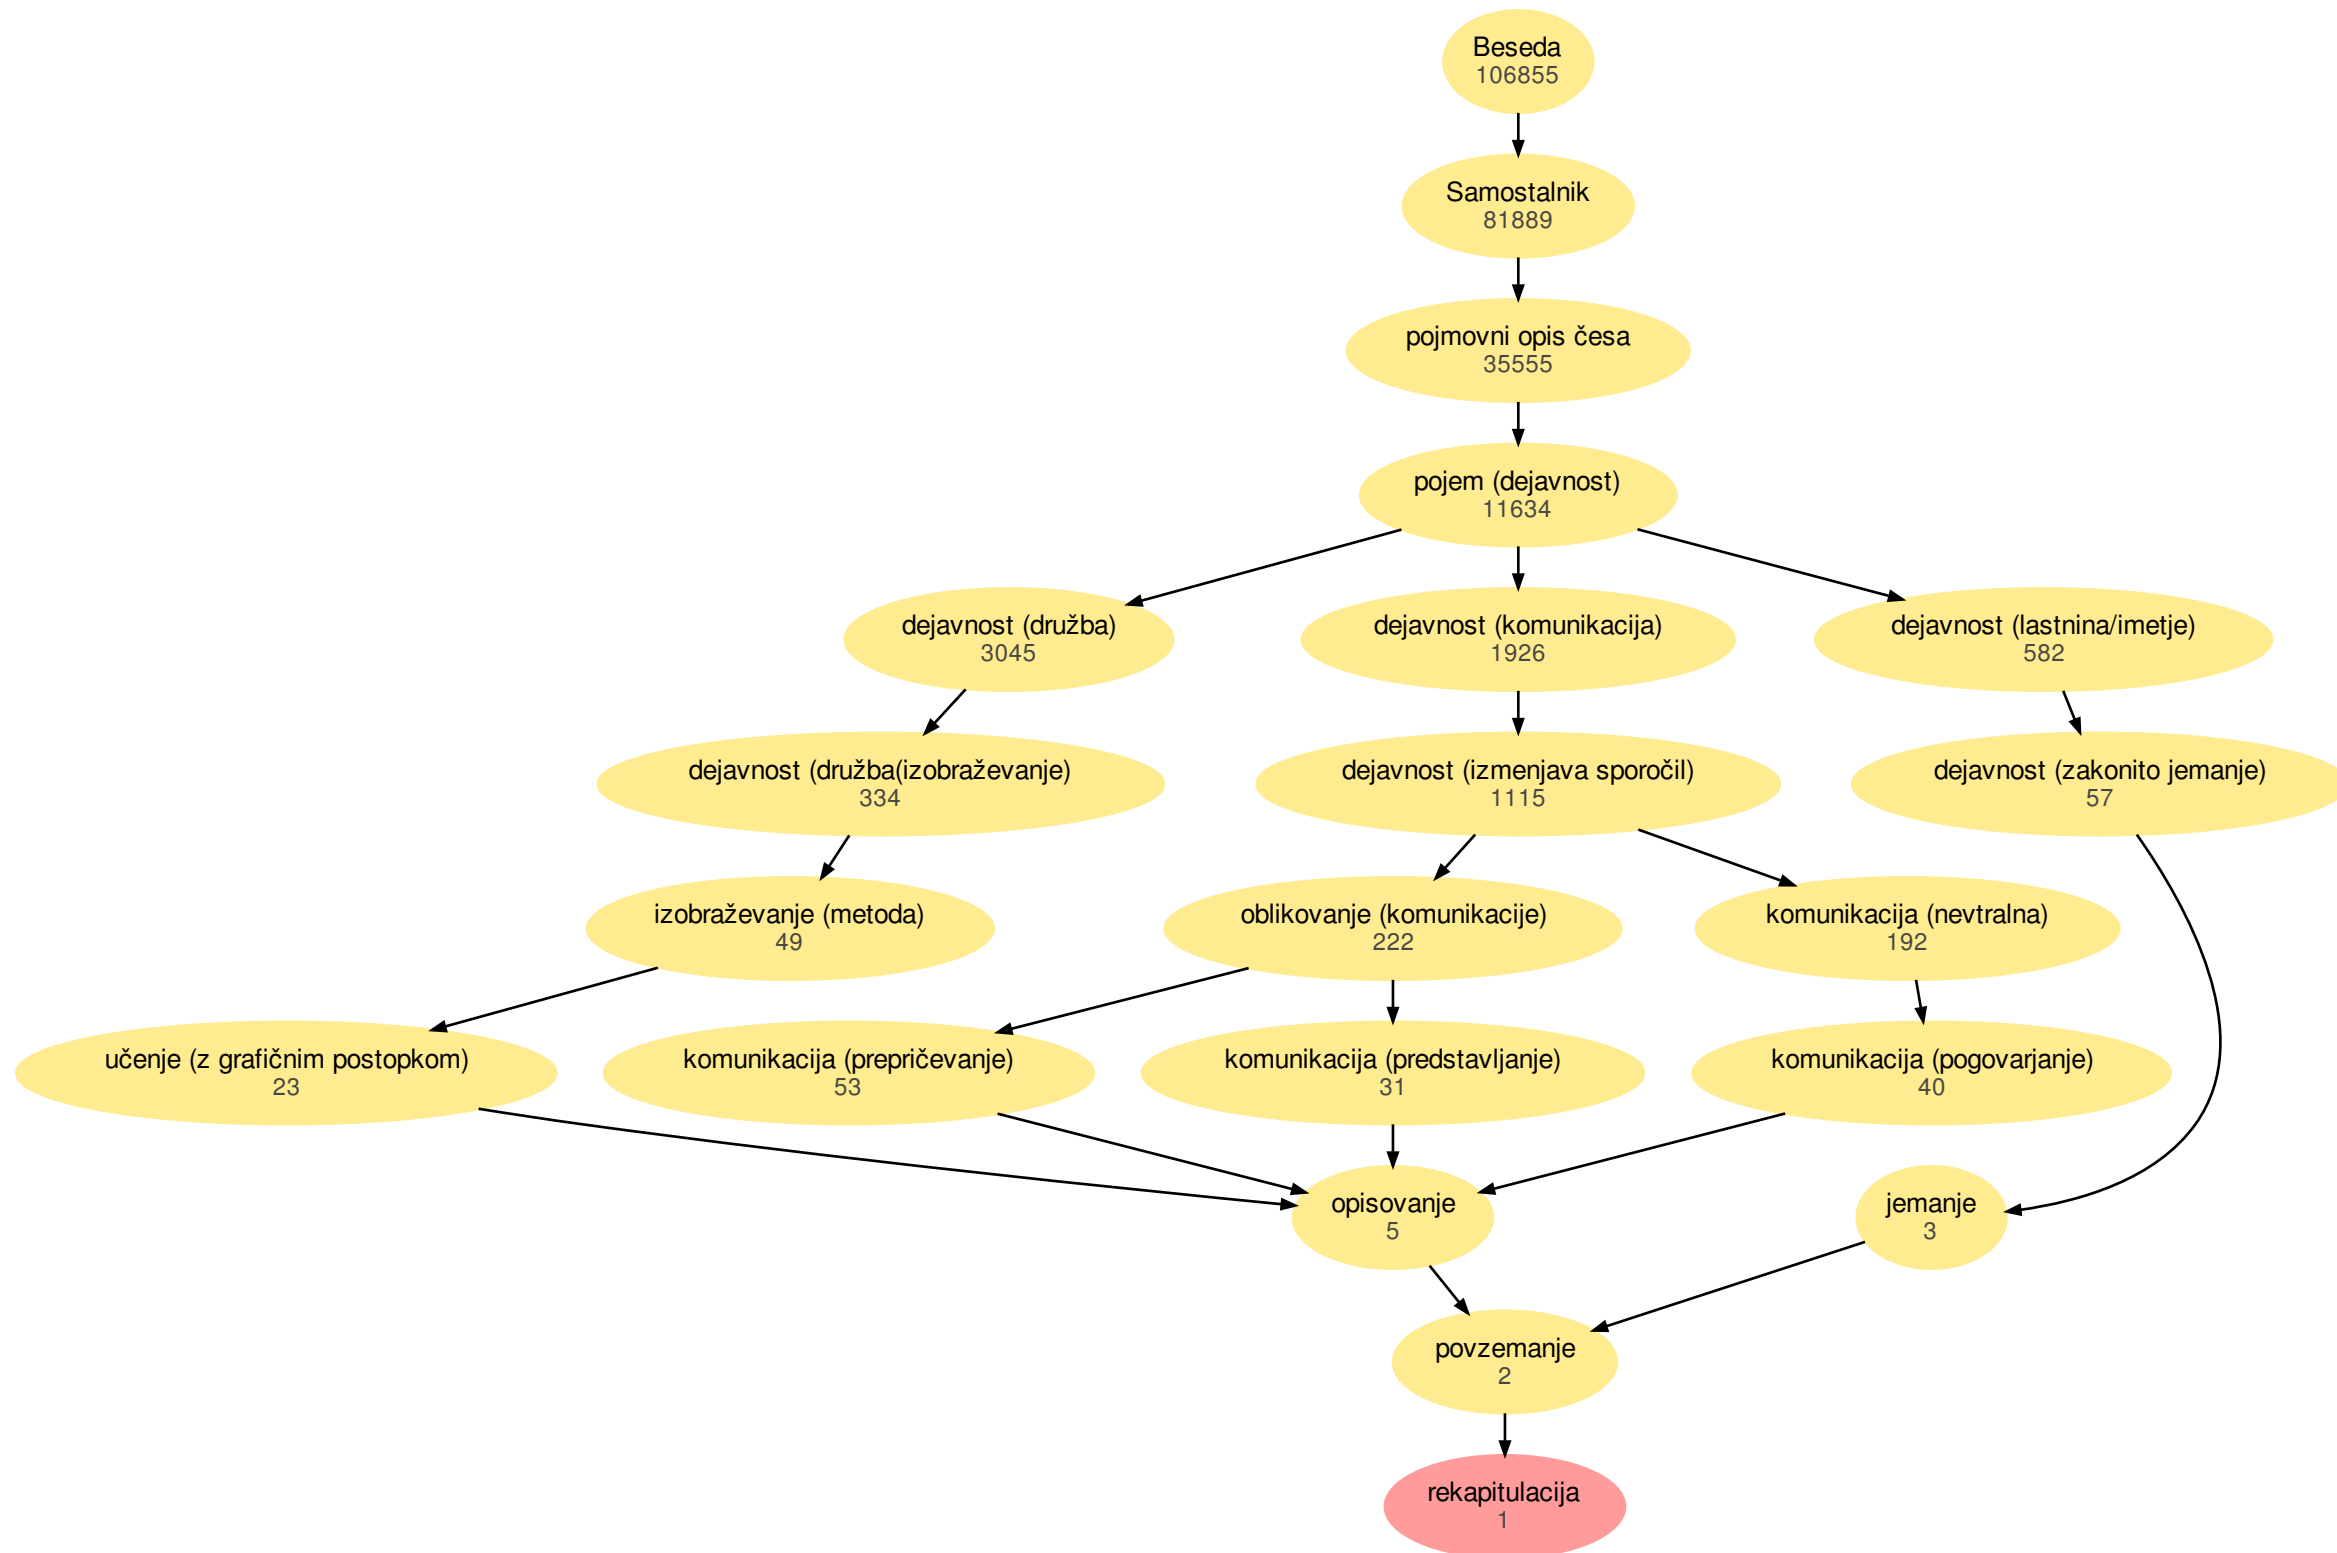 Beseda
106855
Samostalnik
81889
pojmovni opis česa
35555
pojem (dejavnost)
11634
dejavnost (družba)
3045
dejavnost (komunikacija)
1926
dejavnost (lastnina/imetje)
582
dejavnost (družba(izobraževanje)
334
dejavnost (izmenjava sporočil)
1115
dejavnost (zakonito jemanje)
57
izobraževanje (metoda)
49
oblikovanje (komunikacije)
222
komunikacija (nevtralna)
192
učenje (z grafičnim postopkom)
23
komunikacija (prepričevanje)
53
komunikacija (predstavljanje)
31
komunikacija (pogovarjanje)
40
opisovanje
5
jemanje
3
povzemanje
2
rekapitulacija
1